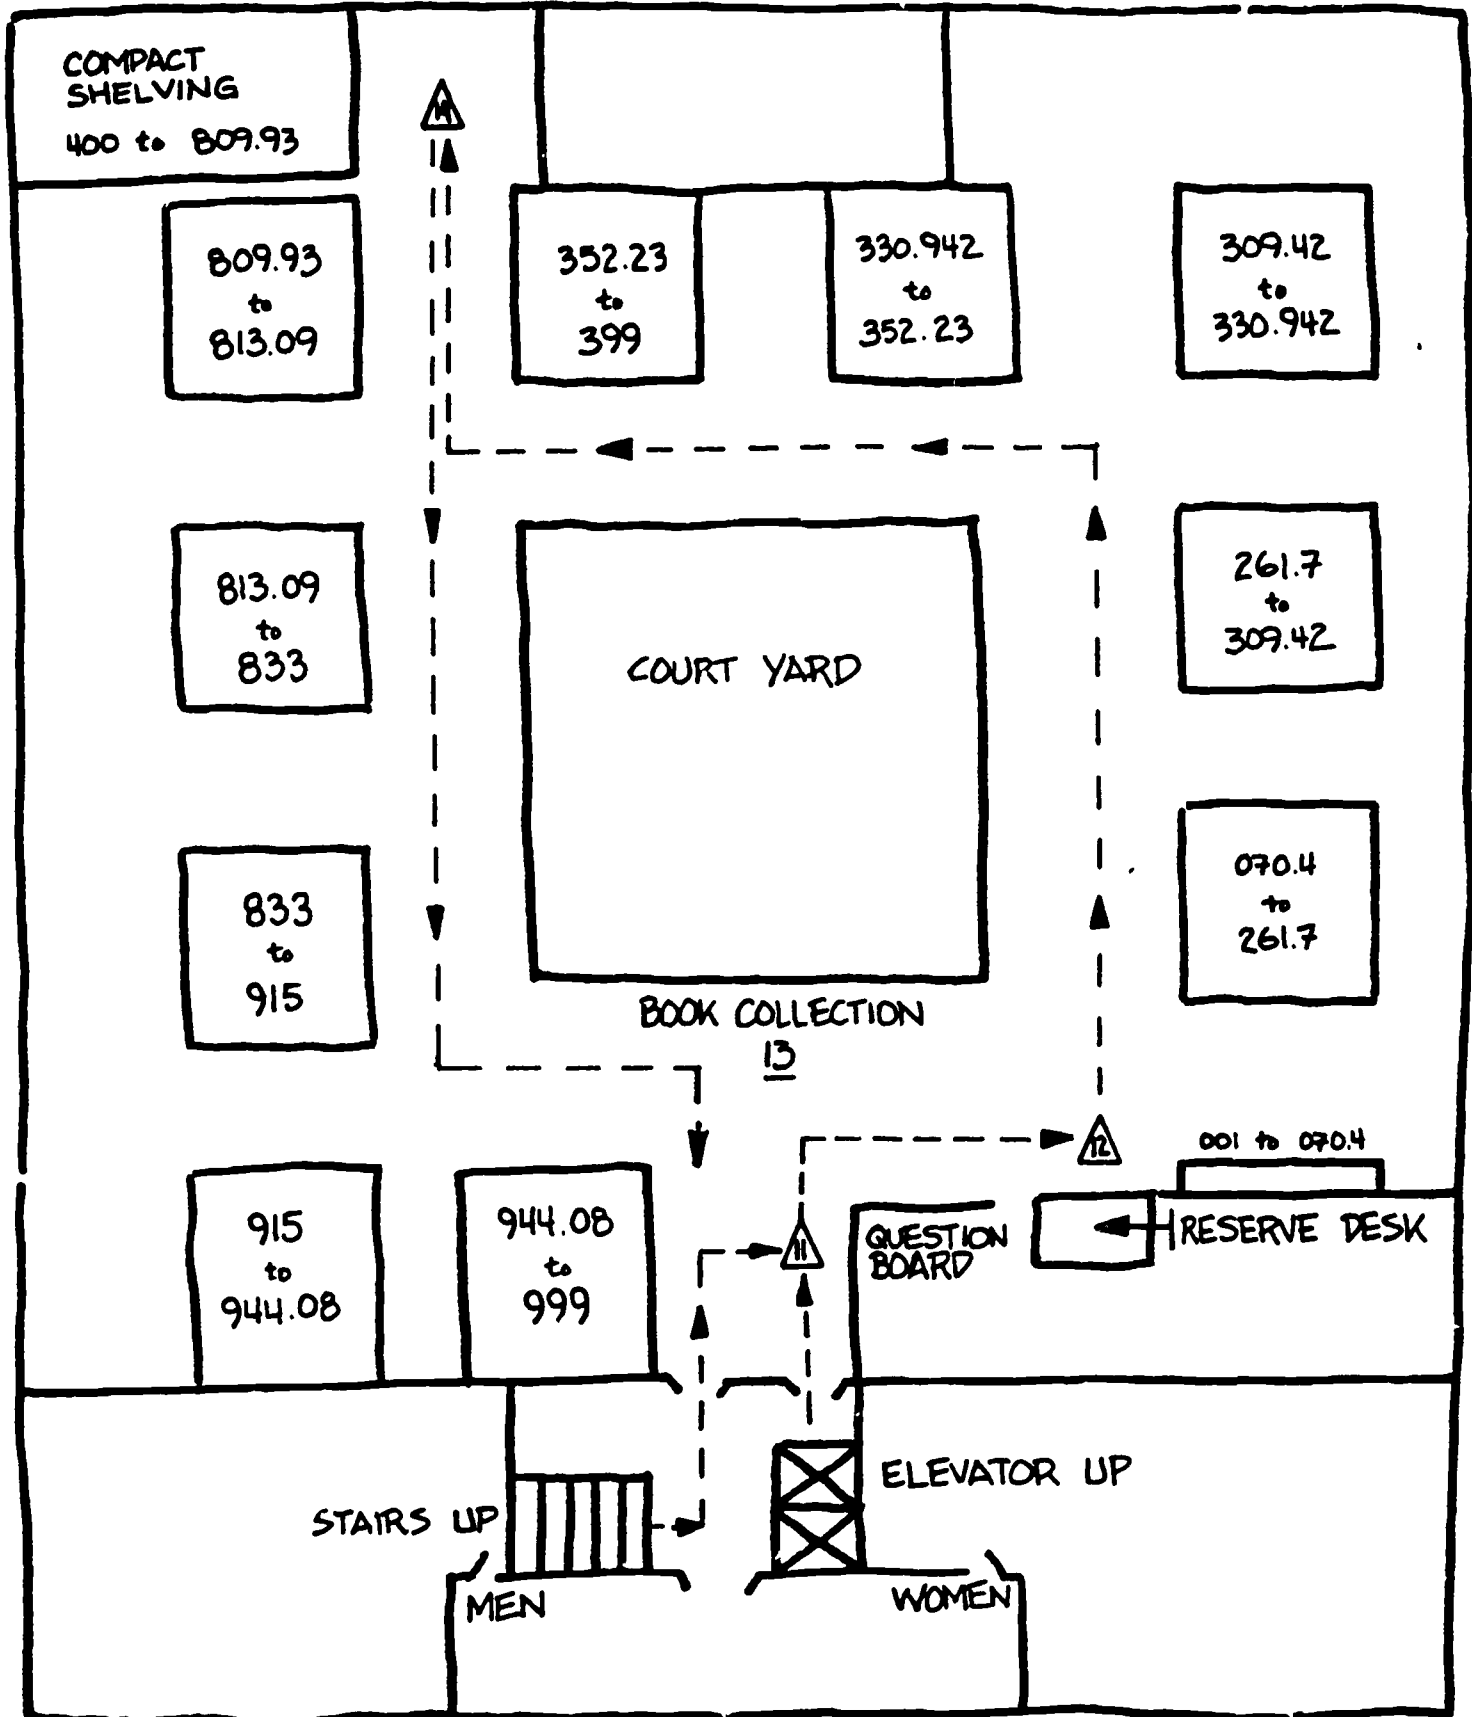 COMPACT
SHELVING
400 to 809.93
14
809.93
to
813.09
352.23
to
399
330.942
to
352.23
309.42
to
330.942
813.09
to
833
COURT YARD
261.7
to
309.42
833
to
915
070.4
to
261.7
BOOK COLLECTION
13
12
001 to 070.4
915
to
944.08
944.08
to
999
11
QUESTION
BOARD
RESERVE DESK
STAIRS UP
ELEVATOR UP
MEN
WOMEN